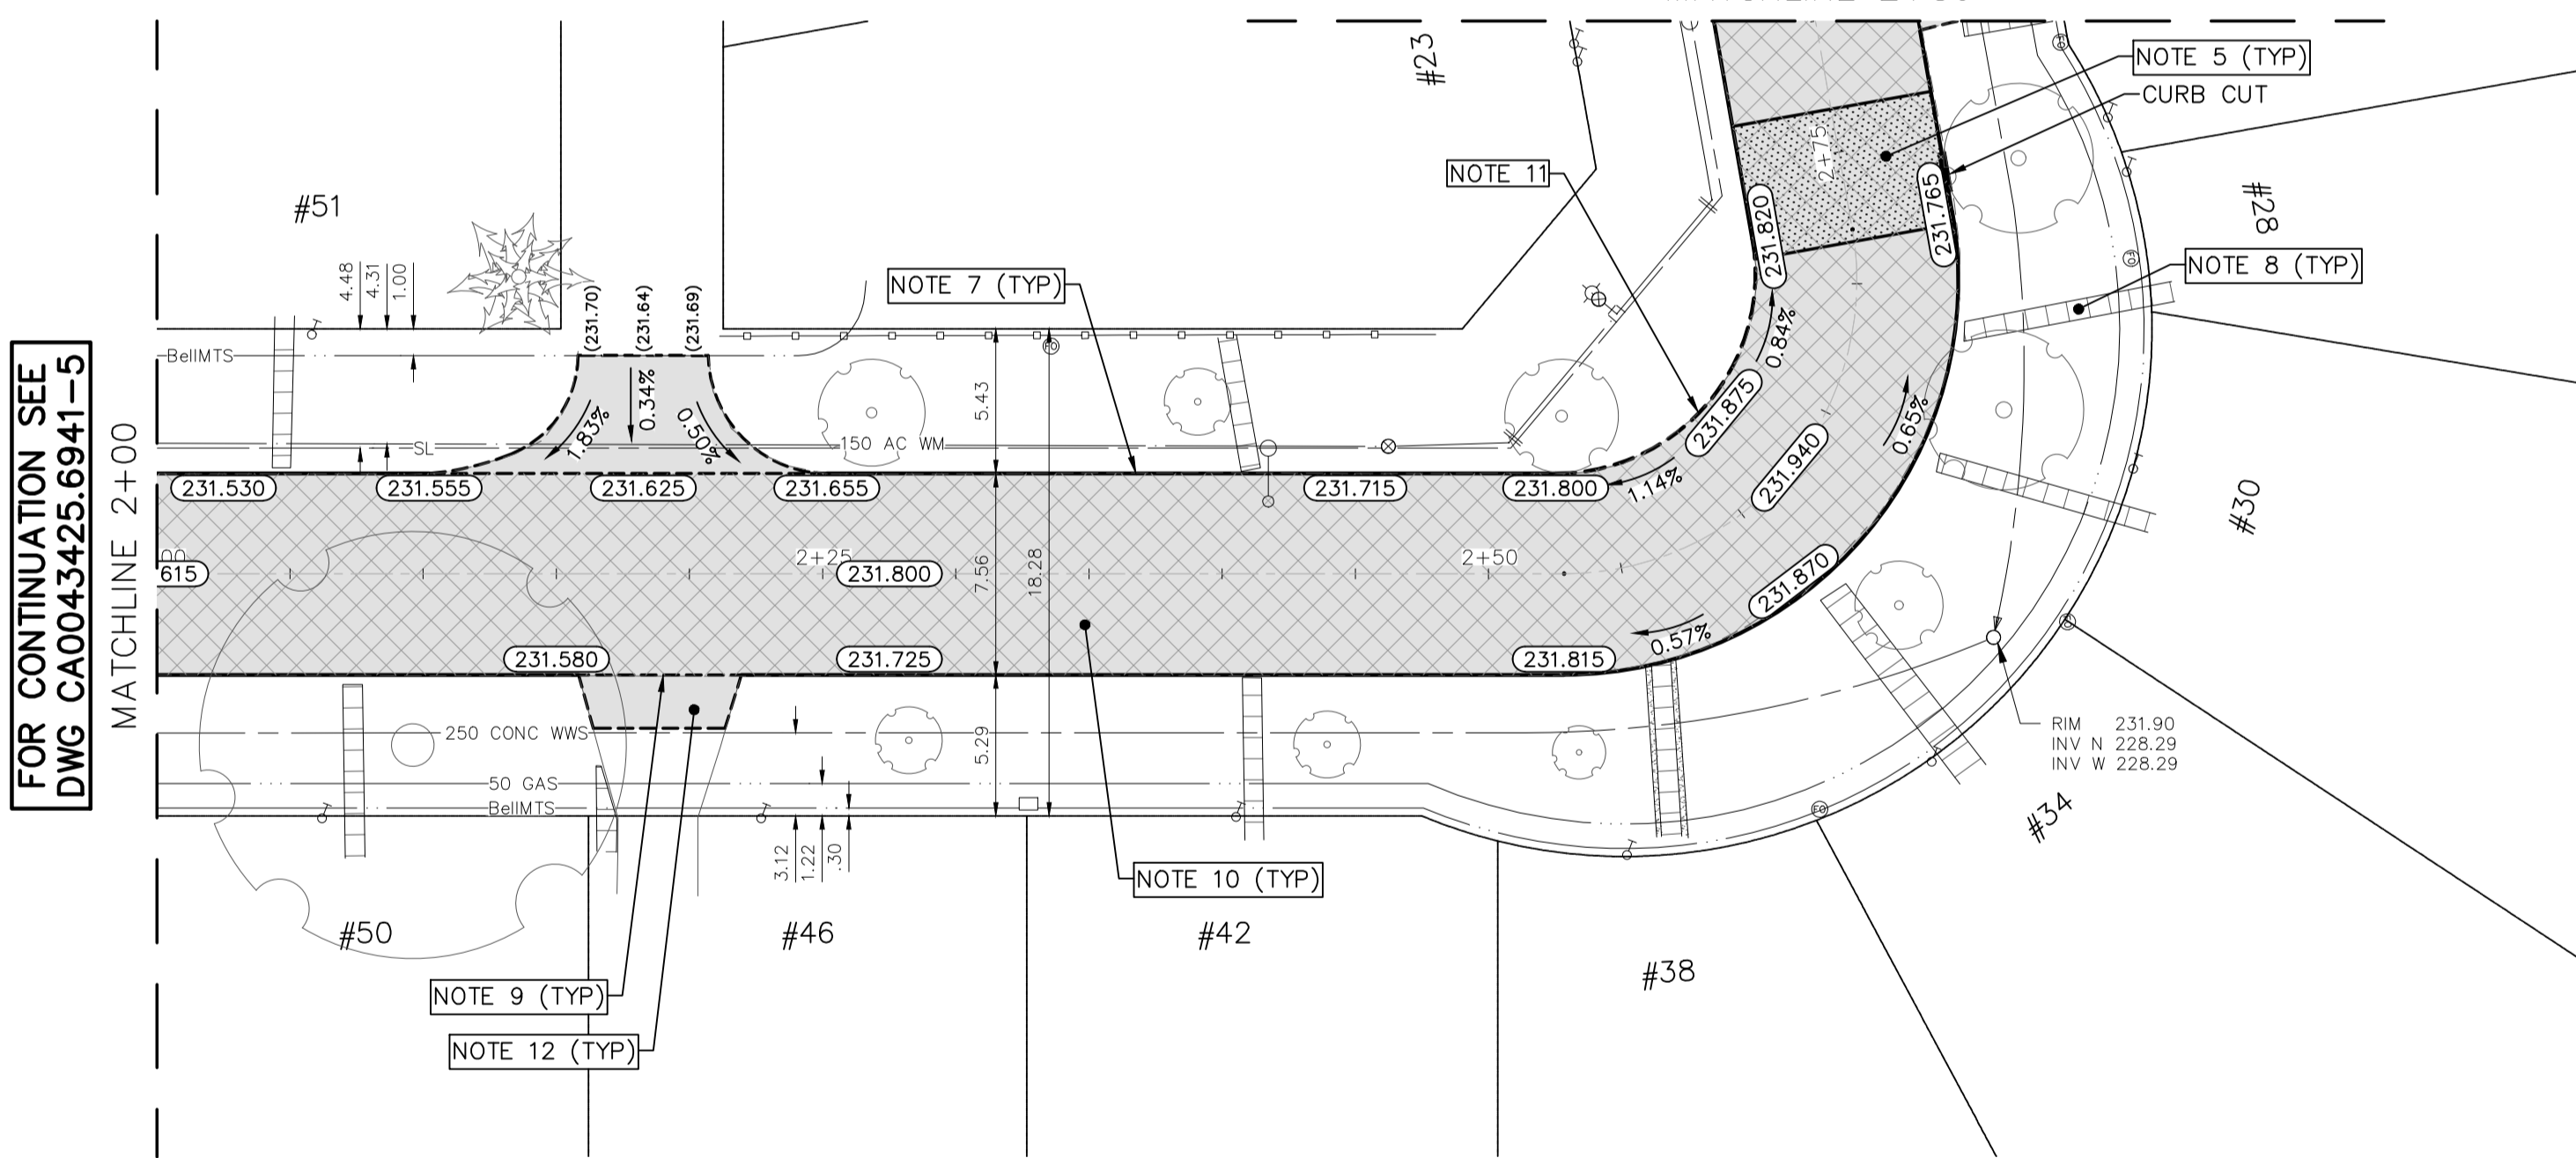 #23
NOTE 5 (TYP)
CURB CUT
2+75
NOTE 11
#51
231.765
#28
231.820
4.48
4.31
1.00
NOTE 7 (TYP)
NOTE 8 (TYP)
(231.70)
(231.64)
(231.69)
0.84%
BellMTS
FOR CONTINUATION SEE
DWG CA0043425.6941-5
MATCHLINE 2+00
1.83%
0.34%
0.50%
5.43
231.875
0.65%
SL
150 AC WM
231.940
231.530
231.555
231.625
231.655
231.715
231.800
1.14%
#30
2+25
2+50
615
231.800
7.56
18.28
231.870
231.580
231.725
231.815
0.57%
250 CONC WWS
5.29
RIM 231.90
INV N 228.29
INV W 228.29
50 GAS
BellMTS
#34
3.12
1.22
.30
NOTE 10 (TYP)
#50
#46
#42
#38
NOTE 9 (TYP)
NOTE 12 (TYP)